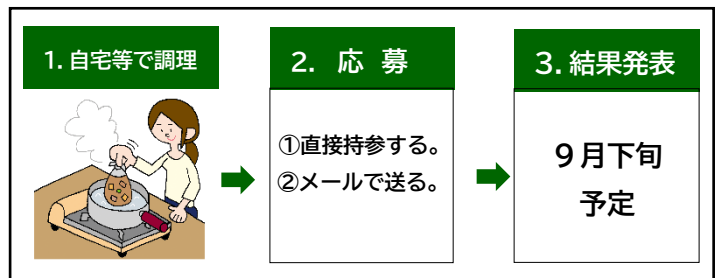 1.自宅等で調理
2. 応 募
①直接持参する。
②メールで送る。
3.結果発表
９月下旬
予定